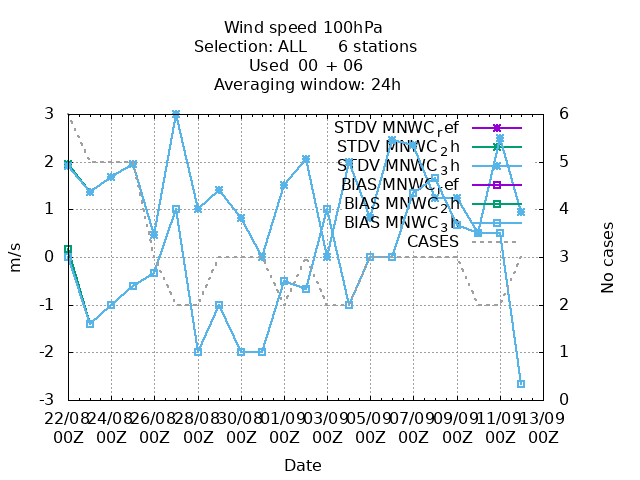 Wind speed 100hPa
Selection: ALL 6 stations
Used 00 + 06
Averaging window: 24h
3 2 1 0 -1 -2 -3
m/s
6 5 4 3 2 1 0
No cases
STDV MNWC_ref
STDV MNWC_2h
STDV MNWC_3h
BIAS MNWC_ref
BIAS MNWC_2h
BIAS MNWC_3h
CASES
22/08 24/08 26/08 28/08 30/08 01/09 03/09 05/09 07/09 09/09 11/09 13/09
00Z 00Z 00Z 00Z 00Z 00Z 00Z 00Z 00Z 00Z 00Z 00Z
Date